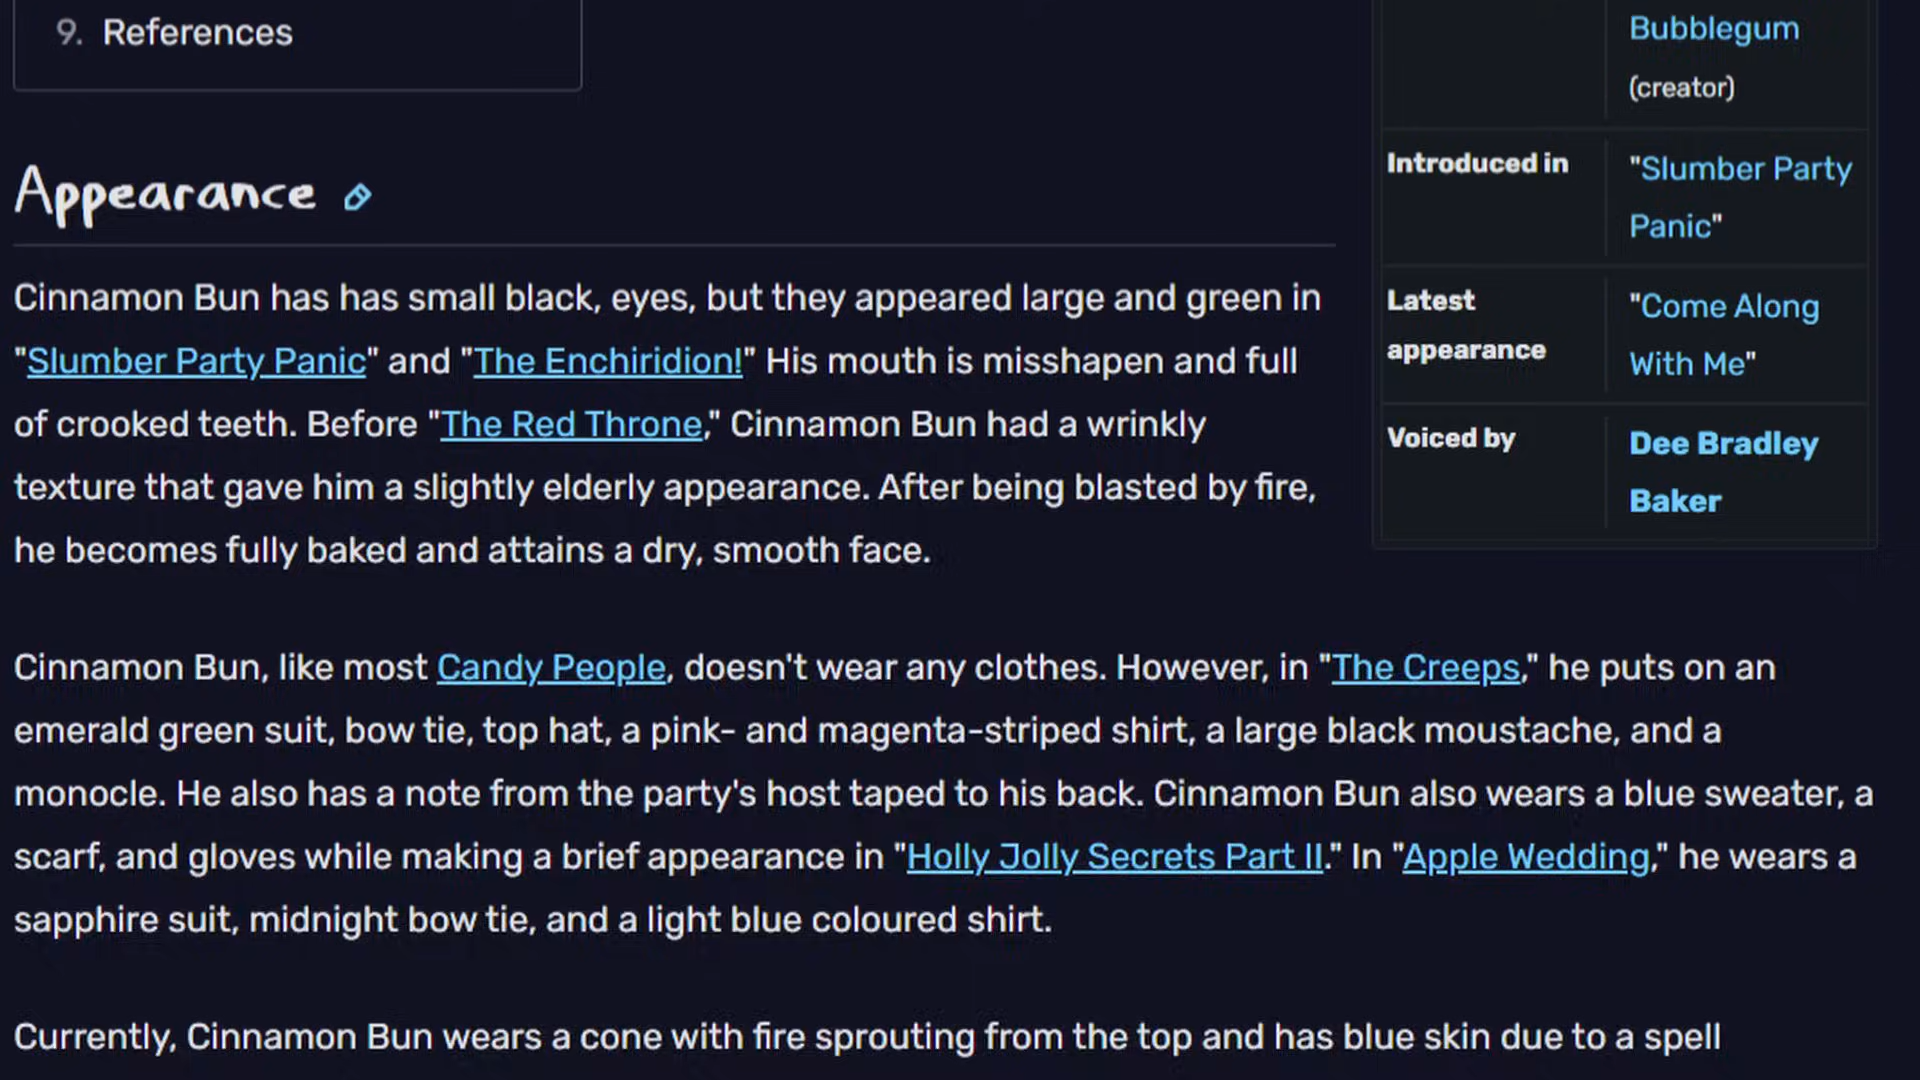 9. References
Bubblegum
(creator)
Introduced in
"Slumber Party
Panic"
Latest
appearance
"Come Along
With Me"
Voiced by
Dee Bradley
Baker
Appearance
Cinnamon Bun has has small black, eyes, but they appeared large and green in
"Slumber Party Panic" and "The Enchiridion!" His mouth is misshapen and full
of crooked teeth. Before "The Red Throne," Cinnamon Bun had a wrinkly
texture that gave him a slightly elderly appearance. After being blasted by fire,
he becomes fully baked and attains a dry, smooth face.
Cinnamon Bun, like most Candy People, doesn't wear any clothes. However, in "The Creeps," he puts on an
emerald green suit, bow tie, top hat, a pink- and magenta-striped shirt, a large black moustache, and a
monocle. He also has a note from the party's host taped to his back. Cinnamon Bun also wears a blue sweater, a
scarf, and gloves while making a brief appearance in "Holly Jolly Secrets Part II." In "Apple Wedding," he wears a
sapphire suit, midnight bow tie, and a light blue coloured shirt.
Currently, Cinnamon Bun wears a cone with fire sprouting from the top and has blue skin due to a spell